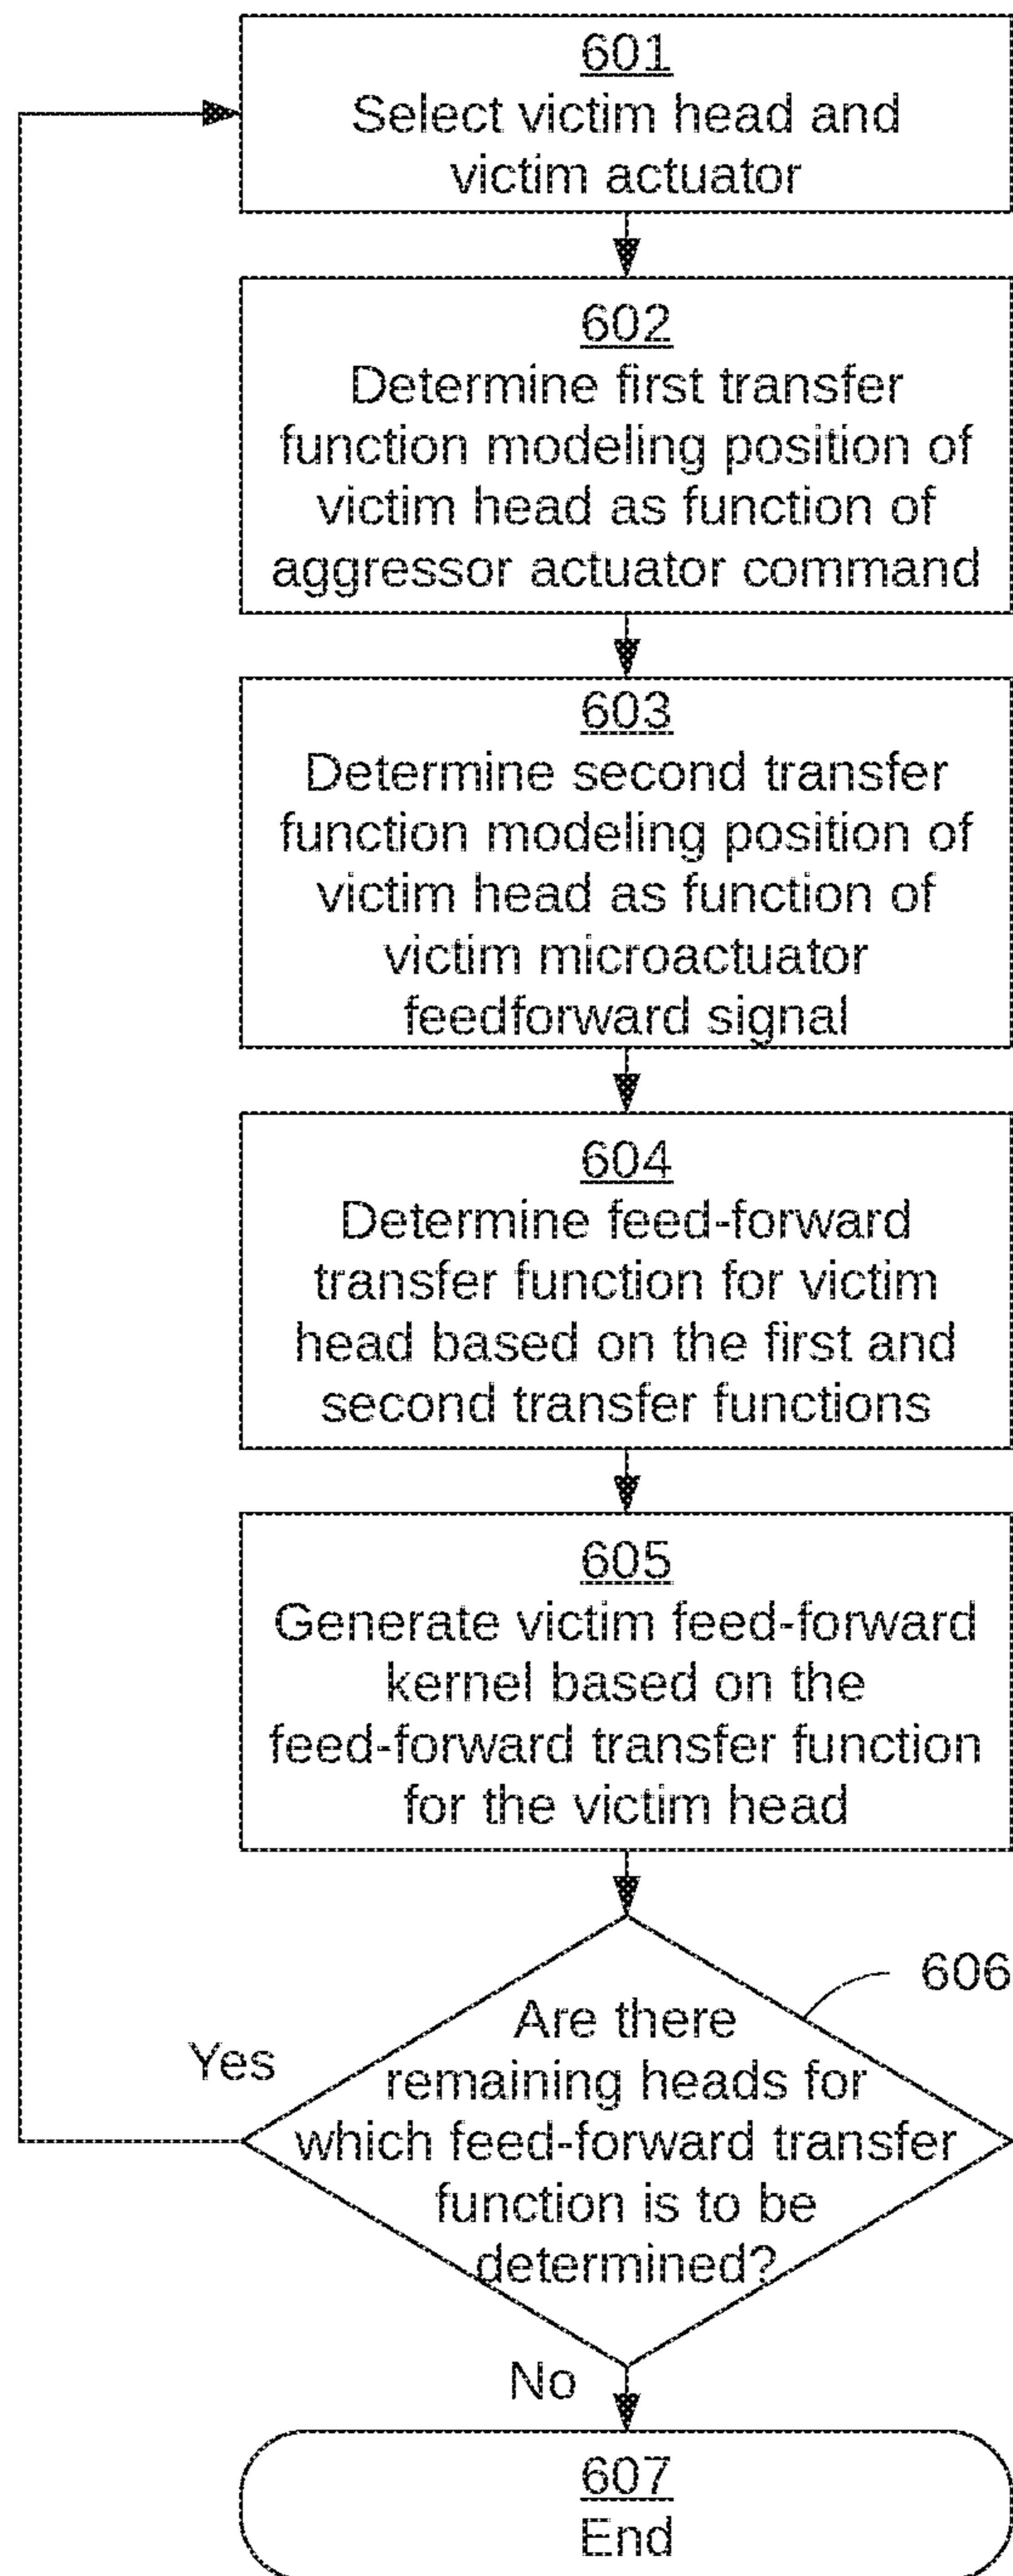 601
Select victim head and
victim actuator
602
Determine first transfer
function modeling position of
victim head as function of
aggressor actuator command
603
Determine second transfer
function modeling position of
victim head as function of
victim microactuator
feedforward signal
604
Determine feed-forward
transfer function for victim
head based on the first and
second transfer functions
605
Generate victim feed-forward
kernel based on the
feed-forward transfer function
for the victim head
606
Are there
remaining heads for
which feed-forward transfer
function is to be
determined?
Yes
No
607
End